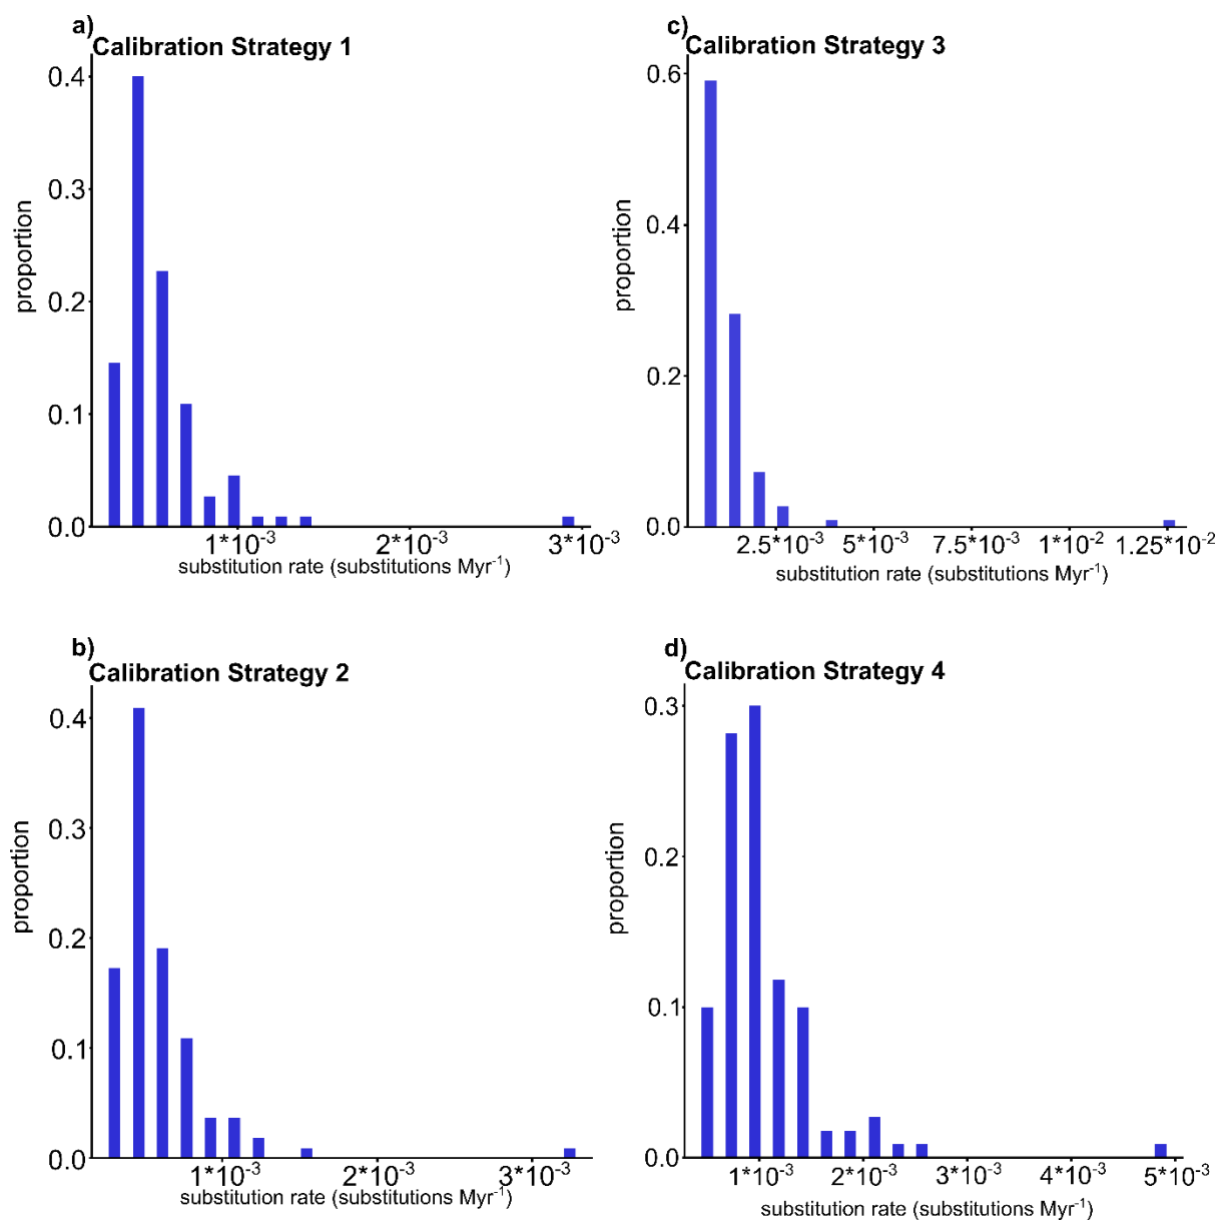 a)
Calibration Strategy 1
0.4
0.3
0.2
0.1
0.0
proportion
1*10⁻³ 2*10⁻³ 3*10⁻³
substitution rate (substitutions Myr⁻¹)
c)
Calibration Strategy 3
0.6
0.4
0.2
0.0
proportion
2.5*10⁻³ 5*10⁻³ 7.5*10⁻³ 1*10⁻² 1.25*10⁻²
substitution rate (substitutions Myr⁻¹)
b)
Calibration Strategy 2
0.4
0.3
0.2
0.1
0.0
proportion
1*10⁻³ 2*10⁻³ 3*10⁻³
substitution rate (substitutions Myr⁻¹)
d)
Calibration Strategy 4
0.3
0.2
0.1
0.0
proportion
1*10⁻³ 2*10⁻³ 3*10⁻³ 4*10⁻³ 5*10⁻³
substitution rate (substitutions Myr⁻¹)